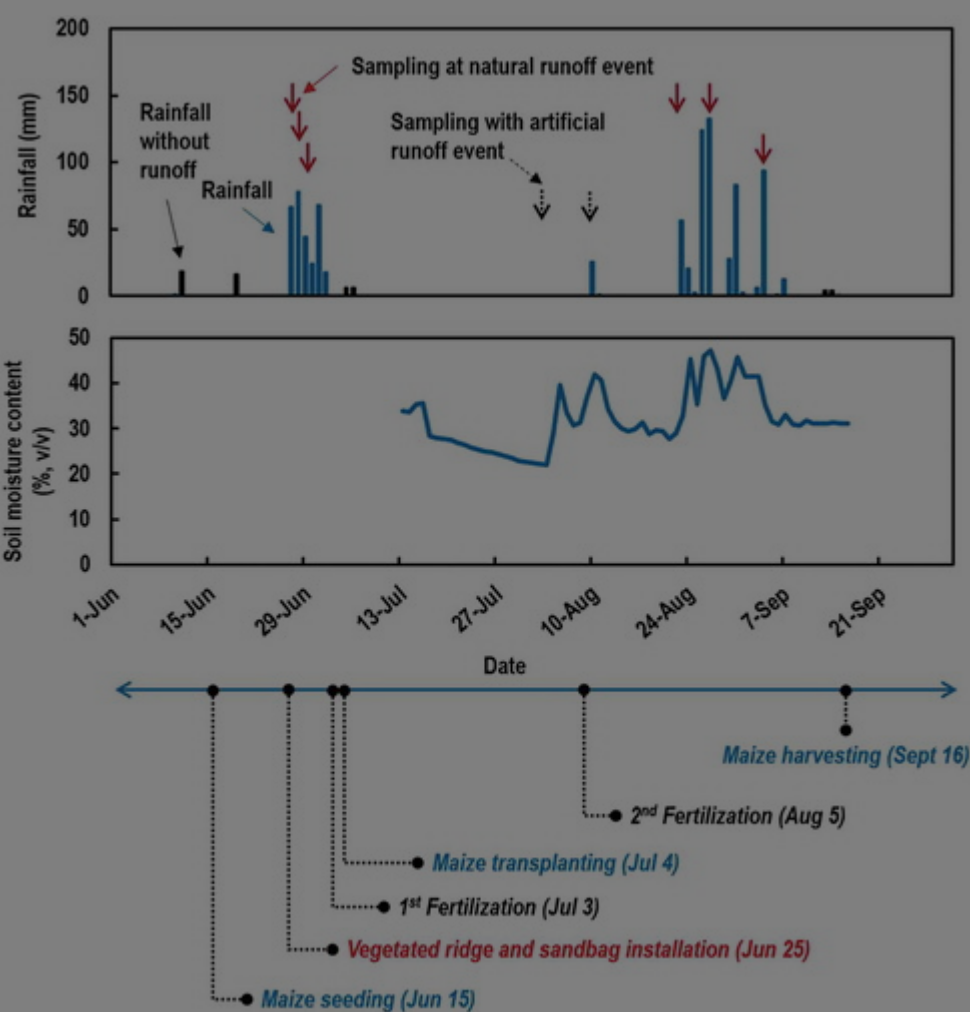 200
150
100
50
0
Rainfall (mm)
Sampling at natural runoff event
Rainfall
without
runoff
Sampling with artificial
runoff event
Rainfall
50
40
30
20
10
0
Soil moisture content
(%, v/v)
1-Jun
15-Jun
29-Jun
13-Jul
27-Jul
10-Aug
24-Aug
7-Sep
21-Sep
Date
Maize harvesting (Sept 16)
2nd Fertilization (Aug 5)
Maize transplanting (Jul 4)
1st Fertilization (Jul 3)
Vegetated ridge and sandbag installation (Jun 25)
Maize seeding (Jun 15)